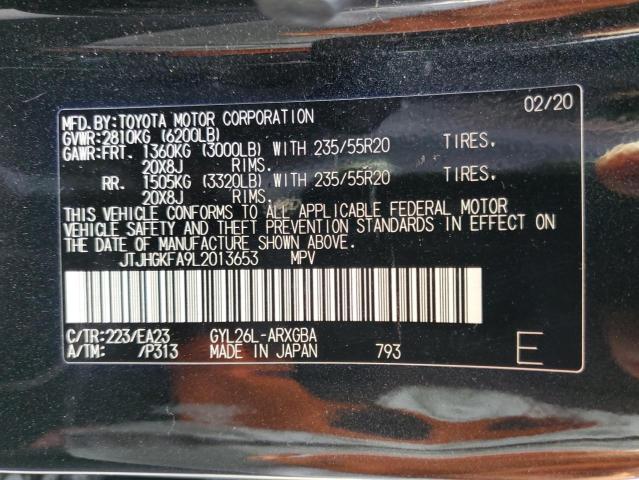 MFD.BY:TOYOTA MOTOR CORPORATION 02/20
GVWR:2810KG (6200LB)
GAWR:FRT. 1360KG (3000LB) WITH 235/55R20 TIRES,
20X8J RIMS.
RR. 1505KG (3320LB) WITH 235/55R20 TIRES,
20X8J RIMS.
THIS VEHICLE CONFORMS TO ALL APPLICABLE FEDERAL MOTOR
VEHICLE SAFETY AND THEFT PREVENTION STANDARDS IN EFFECT ON
THE DATE OF MANUFACTURE SHOWN ABOVE.
JTJHGKFA9L2013653 MPV
C/TR:223/EA23 GYL26L-ARXGBA
A/TM: /P313 MADE IN JAPAN 793 E